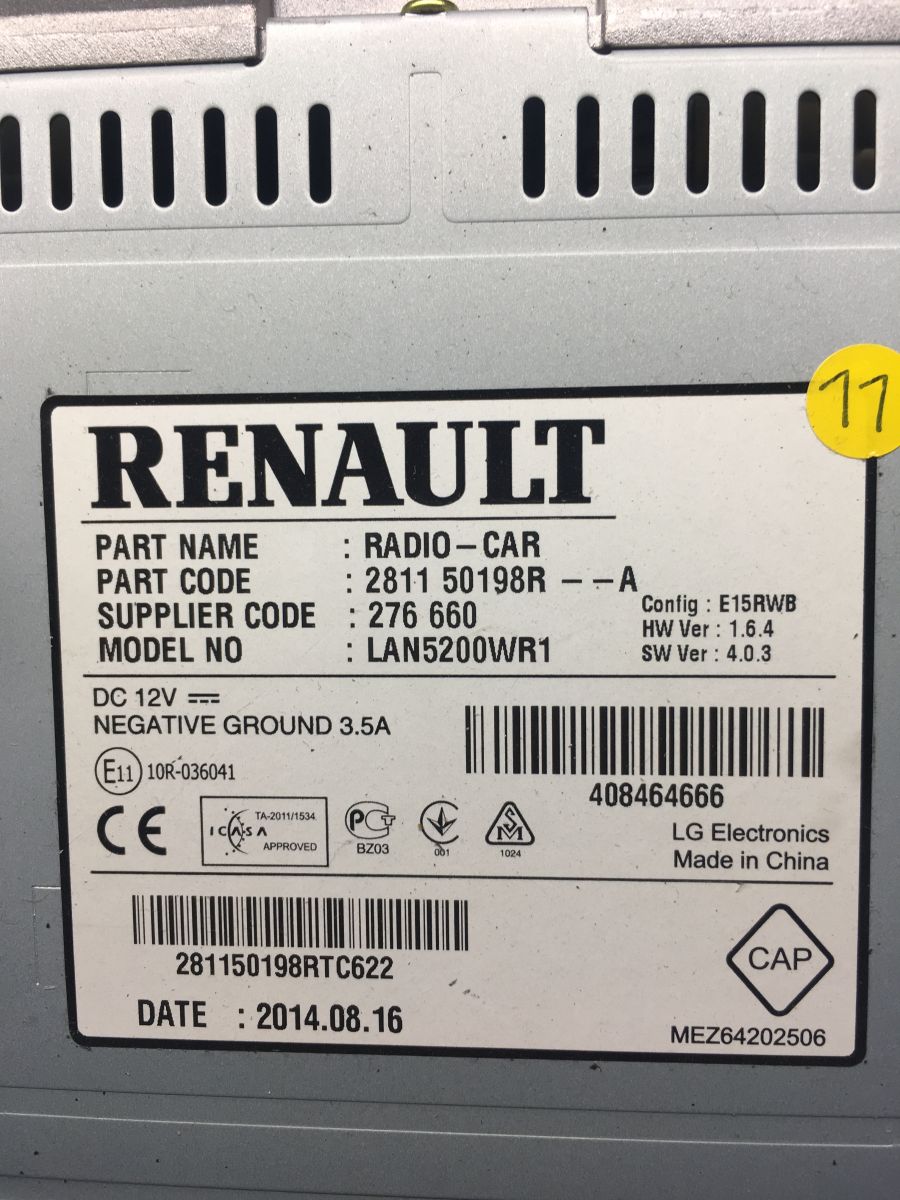 11
RENAULT
PART NAME : RADIO-CAR
PART CODE : 2811 50198R --A
SUPPLIER CODE : 276 660
MODEL NO : LAN5200WR1
Config : E15RWB
HW Ver : 1.6.4
SW Ver : 4.0.3
DC 12V
NEGATIVE GROUND 3.5A
E11 10R-036041
408464666
CE
ICASA
TA-2011/1534
APPROVED
PCT
BZ03
001
SM
1024
LG Electronics
Made in China
281150198RTC622
DATE : 2014.08.16
CAP
MEZ64202506